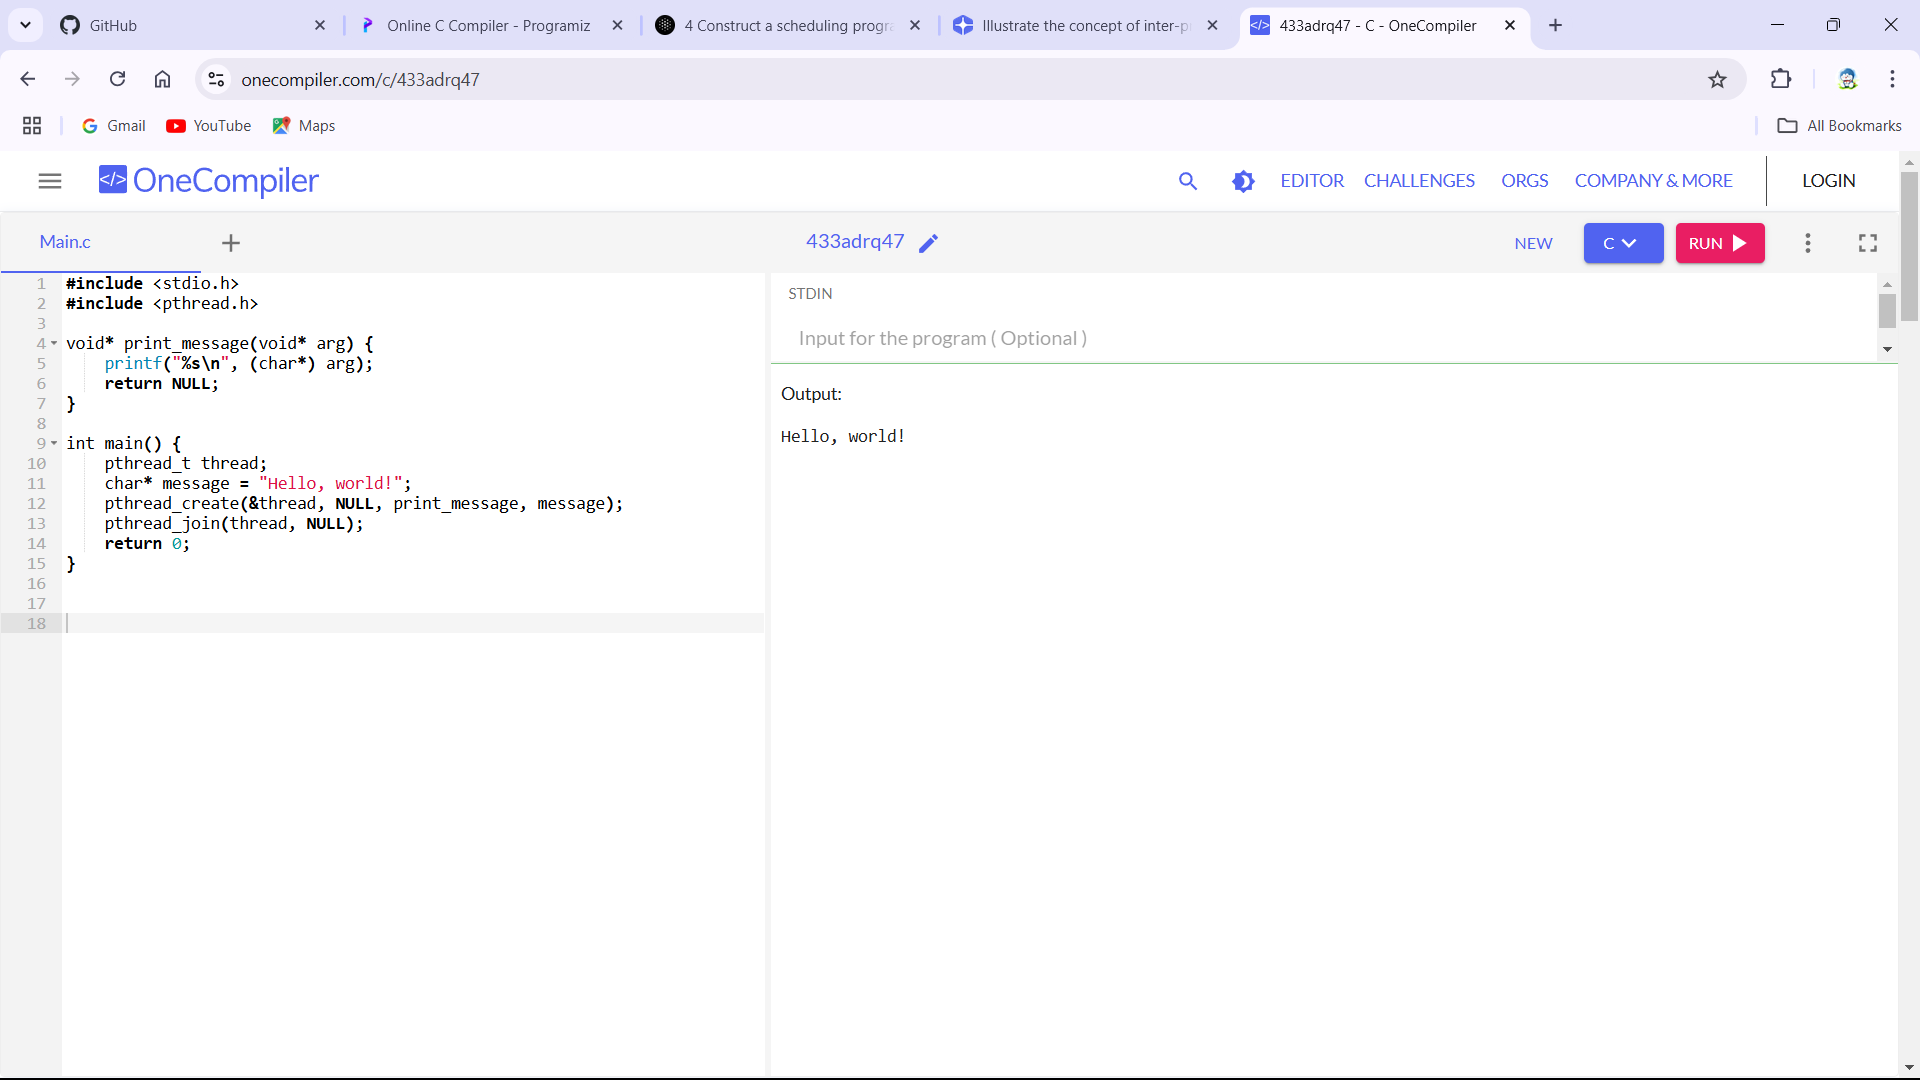 GitHub
Online C Compiler - Programiz
4 Construct a scheduling progra
Illustrate the concept of inter-p
433adrq47 - C - OneCompiler
onecompiler.com/c/433adrq47
Gmail
YouTube
Maps
All Bookmarks
</> OneCompiler
EDITOR
CHALLENGES
ORGS
COMPANY & MORE
LOGIN
Main.c
433adrq47
NEW
C
RUN
1 #include <stdio.h>
2 #include <pthread.h>
3
4 void* print_message(void* arg) {
5     printf("%s\n", (char*) arg);
6     return NULL;
7 }
8
9 int main() {
10     pthread_t thread;
11     char* message = "Hello, world!";
12     pthread_create(&thread, NULL, print_message, message);
13     pthread_join(thread, NULL);
14     return 0;
15 }
16
17
18
STDIN
Input for the program ( Optional )
Output:
Hello, world!